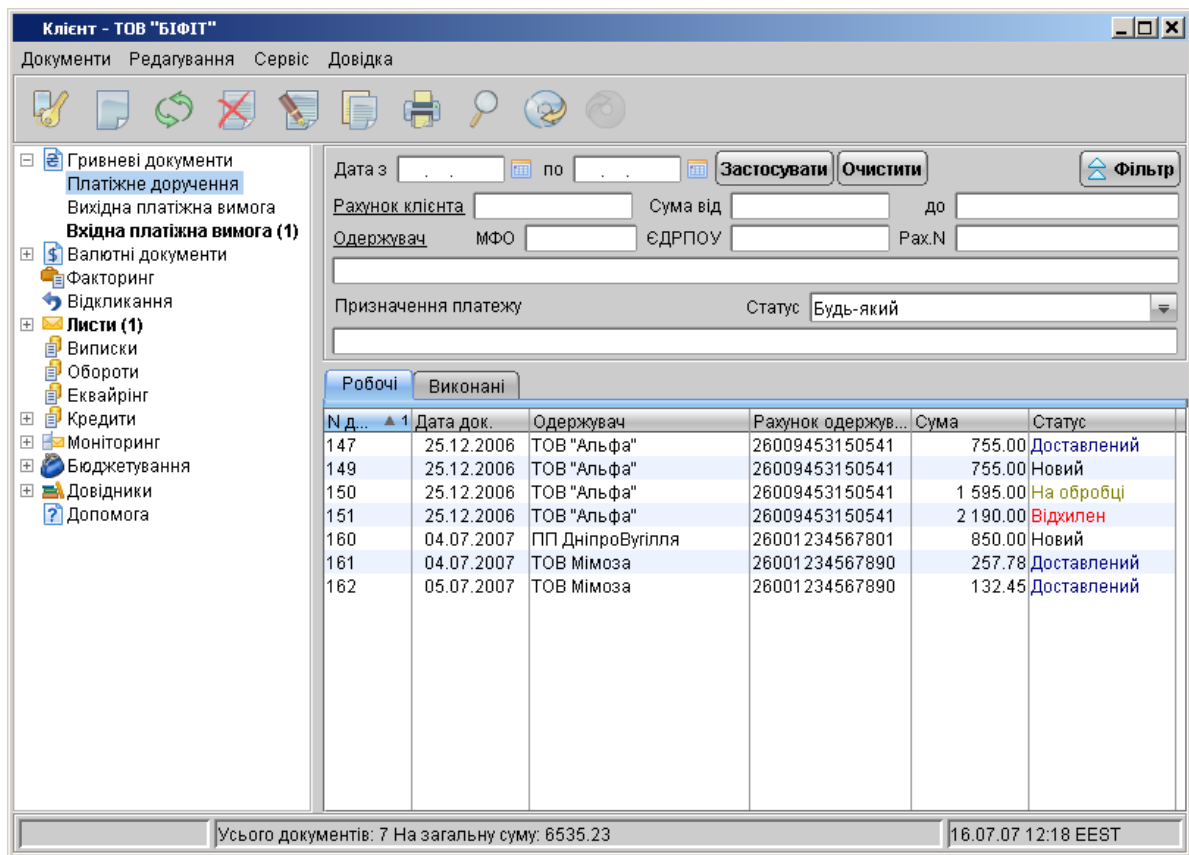 Клієнт - ТОВ "БІФІТ"
Документи Редагування Сервіс Довідка
Гривневі документи
Платіжне доручення
Вихідна платіжна вимога
Вхідна платіжна вимога (1)
Валютні документи
Факторинг
Відкликання
Листи (1)
Виписки
Обороти
Еквайрінг
Кредити
Моніторинг
Бюджетування
Довідники
Допомога
Дата з . . по . . Застосувати Очистити Фільтр
Рахунок клієнта Сума від до
Одержувач МФО ЄДРПОУ Рах.N
Призначення платежу Статус Будь-який
Робочі Виконані
N д... 1 Дата док. Одержувач Рахунок одержув... Сума Статус
147 25.12.2006 ТОВ "Альфа" 26009453150541 755.00 Доставлений
149 25.12.2006 ТОВ "Альфа" 26009453150541 755.00 Новий
150 25.12.2006 ТОВ "Альфа" 26009453150541 1 595.00 На обробці
151 25.12.2006 ТОВ "Альфа" 26009453150541 2 190.00 Відхилен
160 04.07.2007 ПП ДніпроВугілля 26001234567801 850.00 Новий
161 04.07.2007 ТОВ Мімоза 26001234567890 257.78 Доставлений
162 05.07.2007 ТОВ Мімоза 26001234567890 132.45 Доставлений
Усього документів: 7 На загальну суму: 6535.23 16.07.07 12:18 EEST